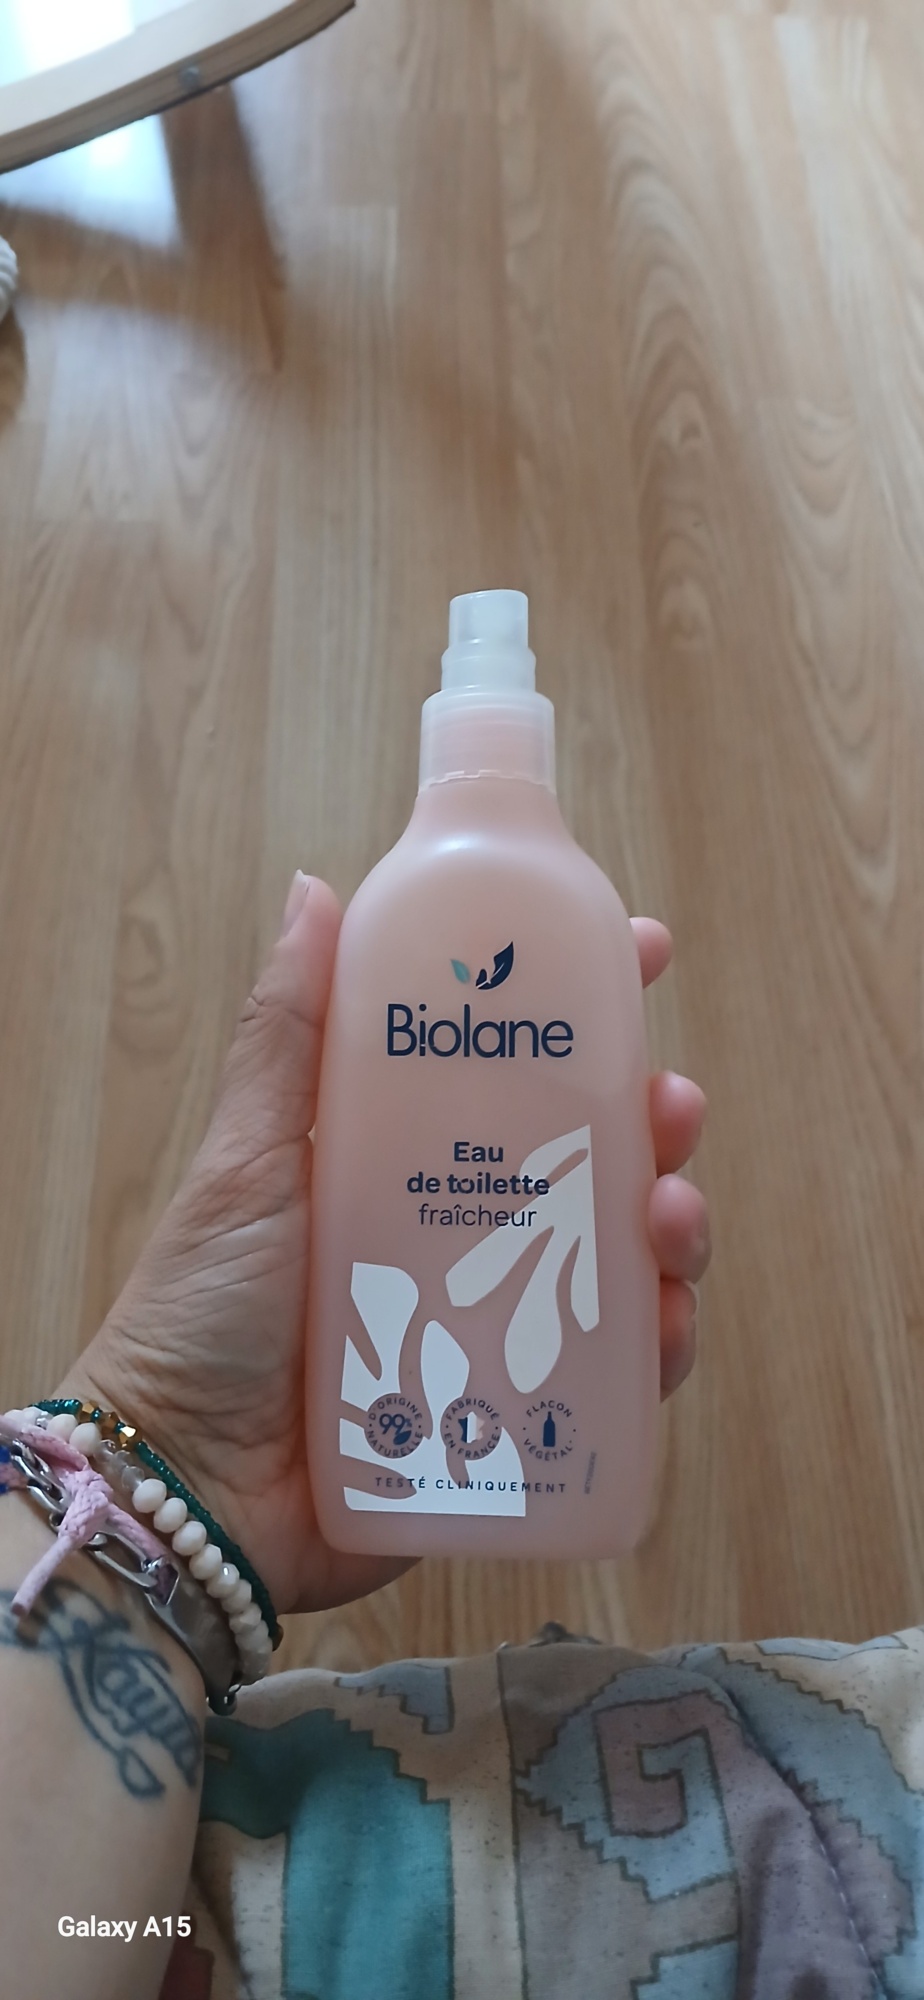 Biolane
Eau
de toilette
fraîcheur
D'ORIGINE
99%
NATURELLE
FABRIQUÉ
EN FRANCE
FLACON
VÉGÉTAL
TESTÉ CLINIQUEMENT
Galaxy A15